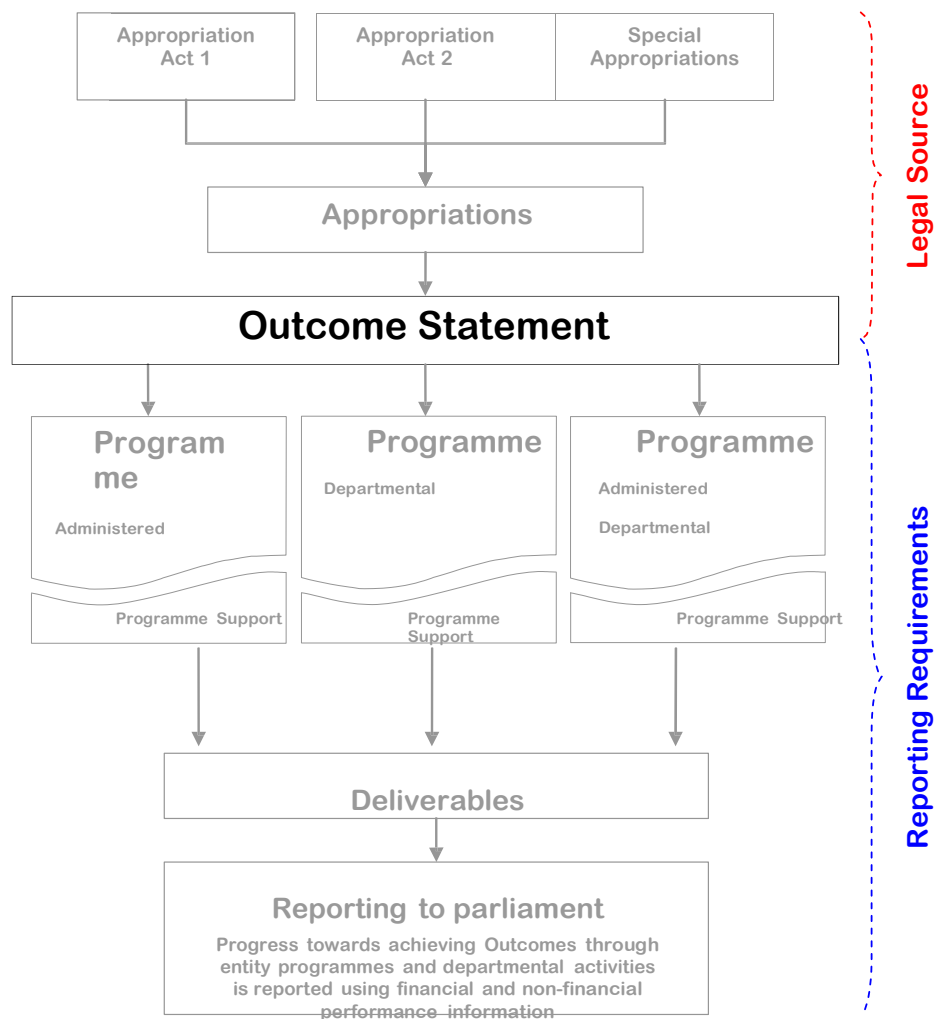 Appropriation
Act 1
Appropriation
Act 2
Special
Appropriations
Legal Source
Appropriations
Outcome Statement
Program
me
Administered
Programme Support
Programme
Departmental
Programme
Support
Programme
Administered
Departmental
Programme Support
Reporting Requirements
Deliverables
Reporting to parliament
Progress towards achieving Outcomes through
entity programmes and departmental activities
is reported using financial and non-financial
performance information